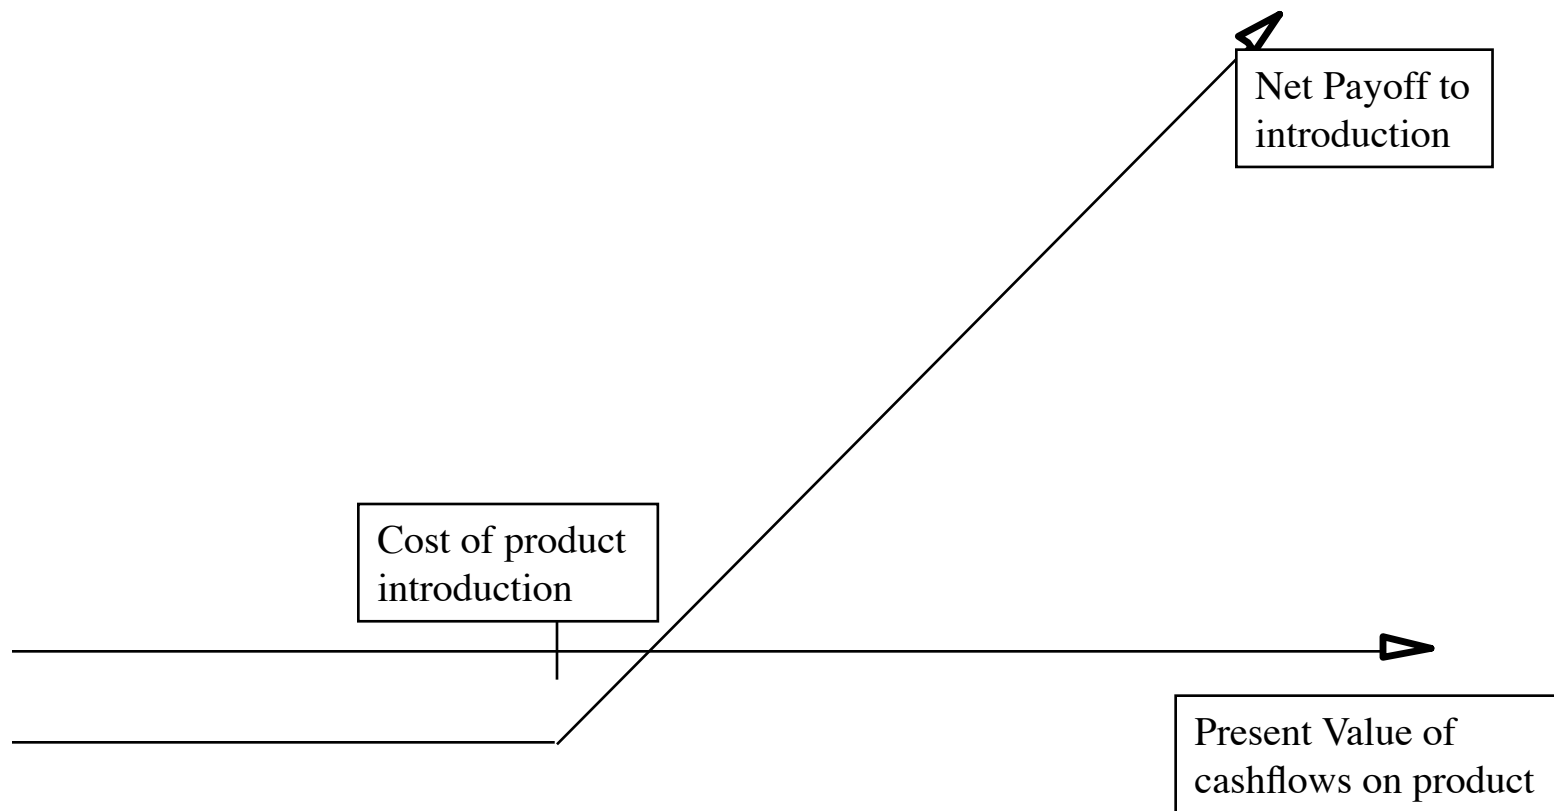 Net Payoff to
introduction
Cost of product
introduction
Present Value of
cashflows on product